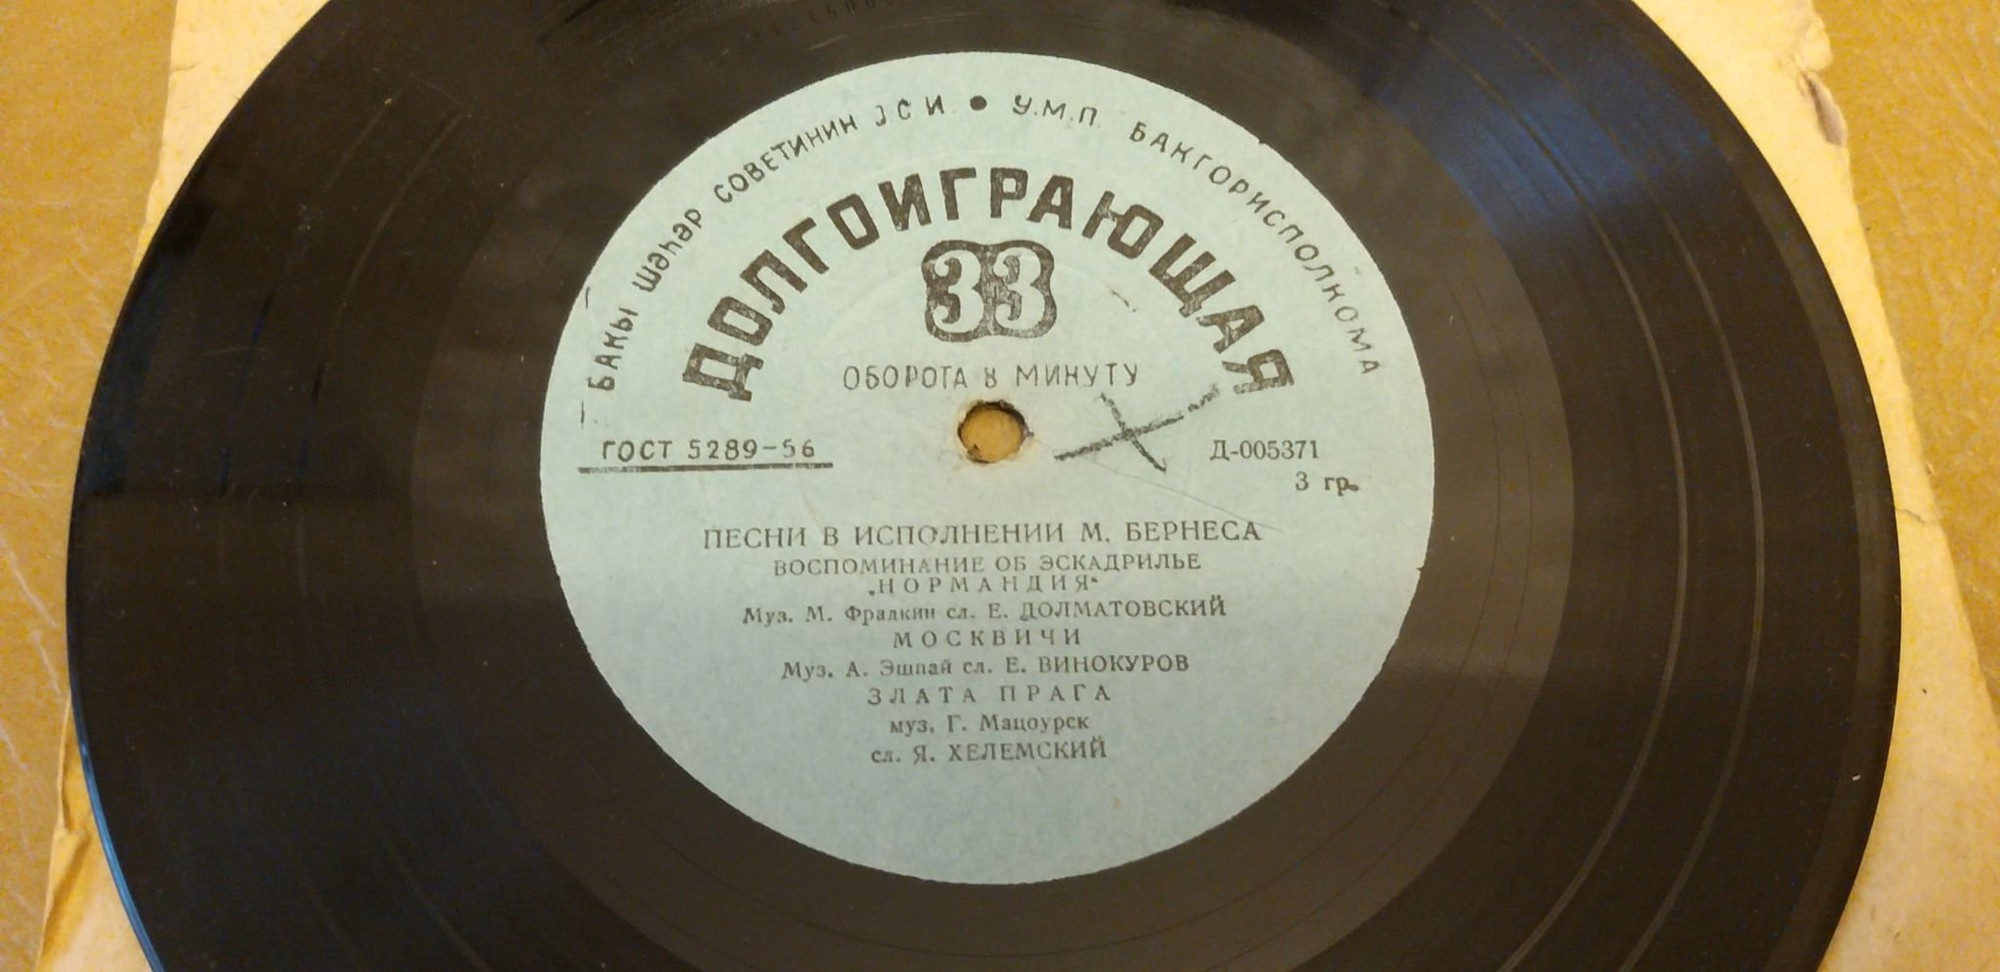 БАКЫ ШӘҺӘР СОВЕТИНИН ЈСИ. ● У.М.П. БАКГОРИСПОЛКОМА
ДОЛГОИГРАЮЩАЯ
33
ОБОРОТА В МИНУТУ
ГОСТ 5289-56
Д-005371
3 гр.
ПЕСНИ В ИСПОЛНЕНИИ М. БЕРНЕСА
ВОСПОМИНАНИЕ ОБ ЭСКАДРИЛЬЕ
„НОРМАНДИЯ“
Муз. М. Фрадкин сл. Е. ДОЛМАТОВСКИЙ
МОСКВИЧИ
Муз. А. Эшпай сл. Е. ВИНОКУРОВ
ЗЛАТА ПРАГА
муз. Г. Мацоурск
сл. Я. ХЕЛЕМСКИЙ